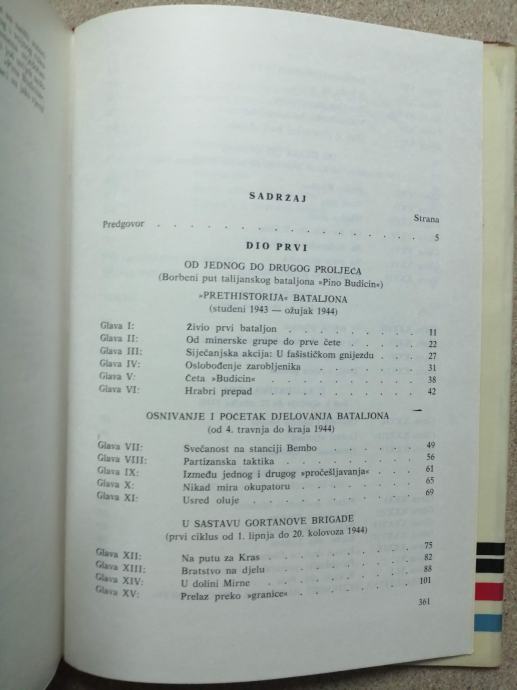 SADRŽAJ
Strana
Predgovor . . . . . . . . . . . . . . . . . 5
DIO PRVI
OD JEDNOG DO DRUGOG PROLJEĆA
(Borbeni put talijanskog bataljona »Pino Budicin«)
»PRETHISTORIJA« BATALJONA
(studeni 1943 — ožujak 1944)
Glava I: Živio prvi bataljon . . . . . . . . . 11
Glava II: Od minerske grupe do prve čete . . . . . 22
Glava III: Siječanjska akcija: U fašističkom gnijezdu . . . 27
Glava IV: Oslobođenje zarobljenika . . . . . . . 31
Glava V: Četa »Budicin« . . . . . . . . . . 38
Glava VI: Hrabri prepad . . . . . . . . . . 42
OSNIVANJE I POČETAK DJELOVANJA BATALJONA
(od 4. travnja do kraja 1944)
Glava VII: Svečanost na stanciji Bembo . . . . . . 49
Glava VIII: Partizanska taktika . . . . . . . . . 56
Glava IX: Između jednog i drugog »pročešljavanja« . . . 61
Glava X: Nikad mira okupatoru . . . . . . . . 65
Glava XI: Usred oluje . . . . . . . . . . . 69
U SASTAVU GORTANOVE BRIGADE
(prvi ciklus od 1. lipnja do 20. kolovoza 1944)
Glava XII: Na putu za Kras . . . . . . . . . 75
Glava XIII: Bratstvo na djelu . . . . . . . . . 82
Glava XIV: U dolini Mirne . . . . . . . . . . 88
Glava XV: Prelaz preko »granice« . . . . . . . 101
361